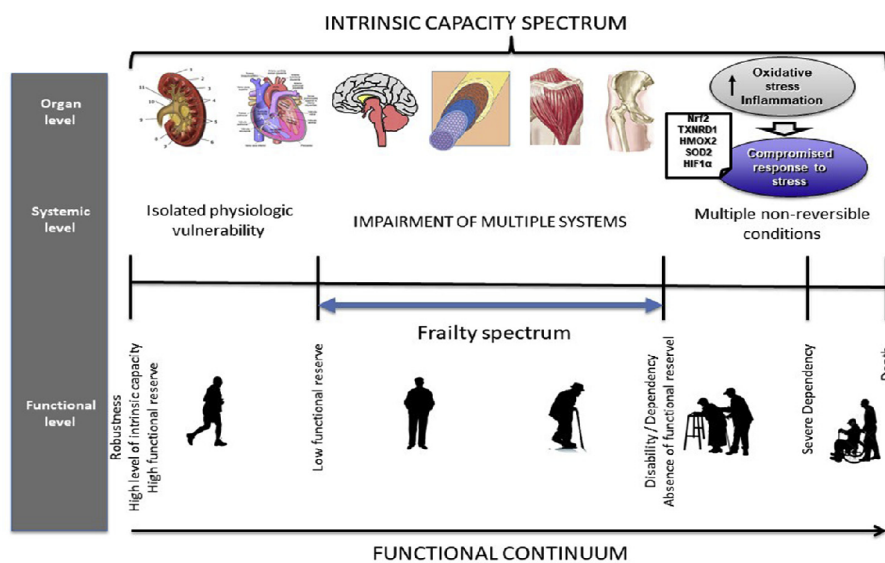 INTRINSIC CAPACITY SPECTRUM
Organ
level
Oxidative
stress
Inflammation
Nrf2
TXNRD1
HMOX2
SOD2
HIF1α
Compromised
response to
stress
Systemic
level
Isolated physiologic
vulnerability
IMPAIRMENT OF MULTIPLE SYSTEMS
Multiple non-reversible
conditions
Frailty spectrum
Functional
level
Robustness
High level of intrinsic capacity
High functional reserve
Low functional reserve
Disability / Dependency
Absence of functional reservel
Severe Dependency
Death
FUNCTIONAL CONTINUUM